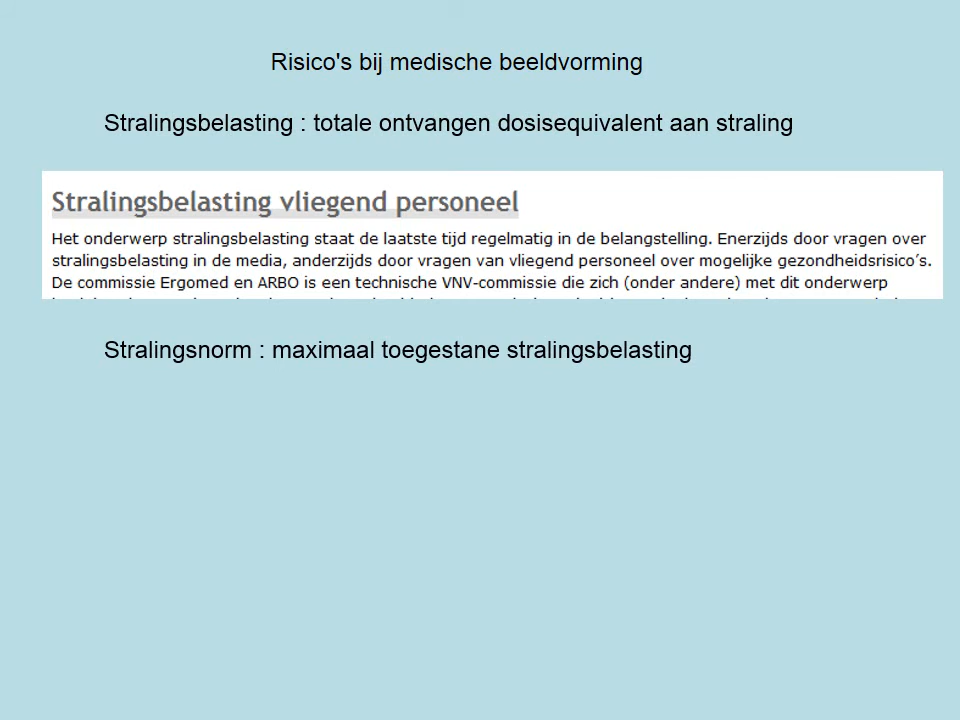 Risico's bij medische beeldvorming
Stralingsbelasting : totale ontvangen dosisequivalent aan straling
Stralingsbelasting vliegend personeel
Het onderwerp stralingsbelasting staat de laatste tijd regelmatig in de belangstelling. Enerzijds door vragen over
stralingsbelasting in de media, anderzijds door vragen van vliegend personeel over mogelijke gezondheidsrisico’s.
De commissie Ergomed en ARBO is een technische VNV-commissie die zich (onder andere) met dit onderwerp
Stralingsnorm : maximaal toegestane stralingsbelasting